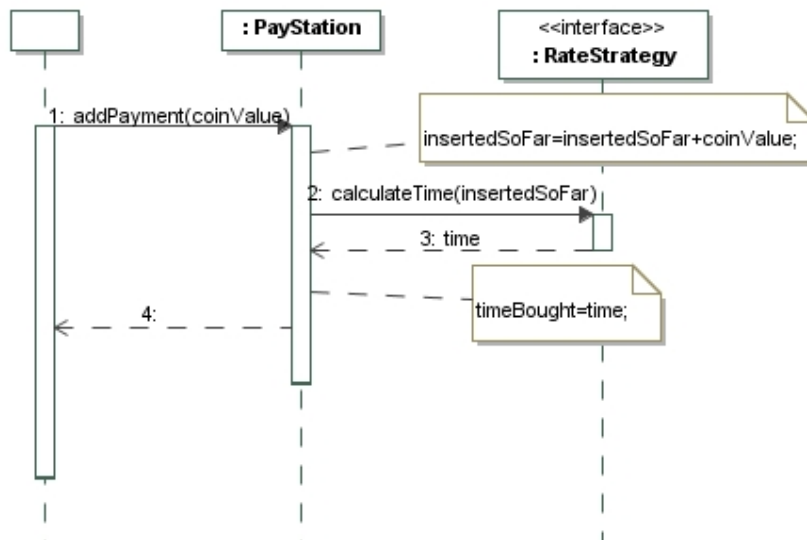 : PayStation
<<interface>>
: RateStrategy
1: addPayment(coinValue)
insertedSoFar=insertedSoFar+coinValue;
2: calculateTime(insertedSoFar)
3: time
4:
timeBought=time;